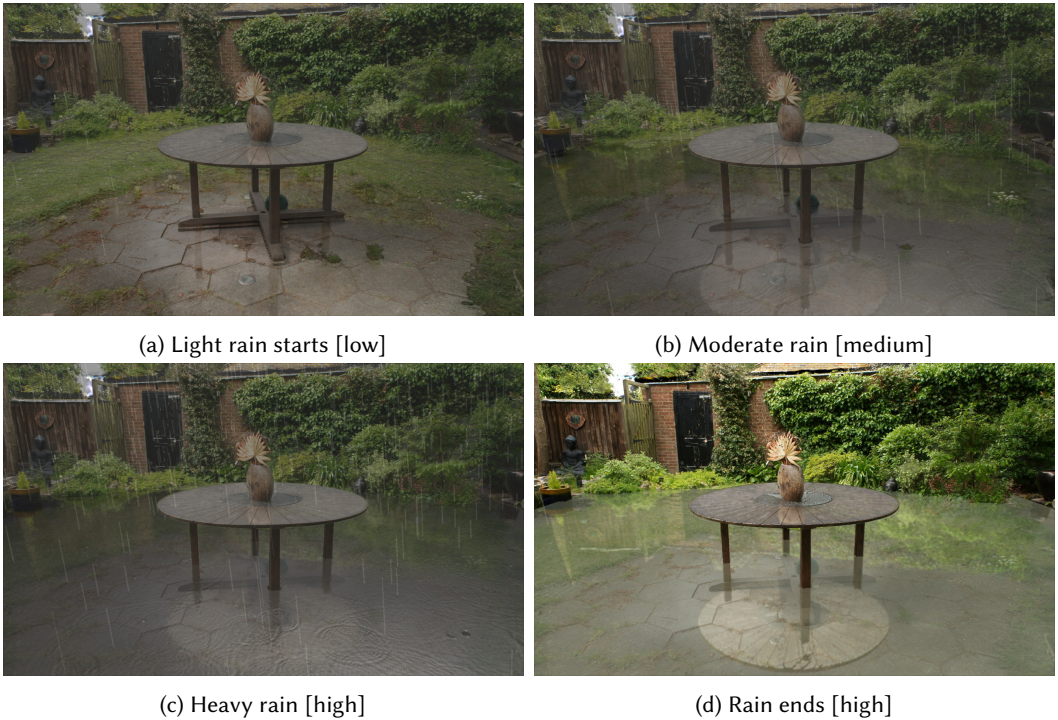 (a) Light rain starts [low]
(b) Moderate rain [medium]
(c) Heavy rain [high]
(d) Rain ends [high]